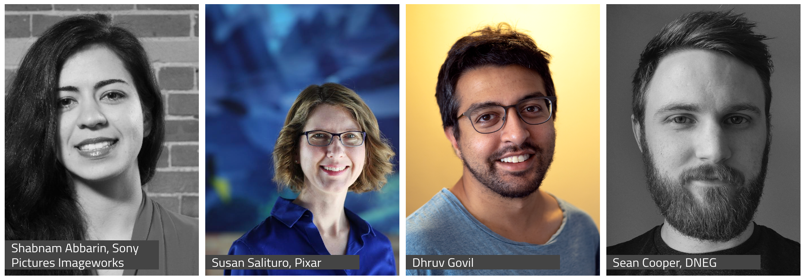 Shabnam Abbarin, Sony
Pictures Imageworks
Susan Salituro, Pixar
Dhruv Govil
Sean Cooper, DNEG